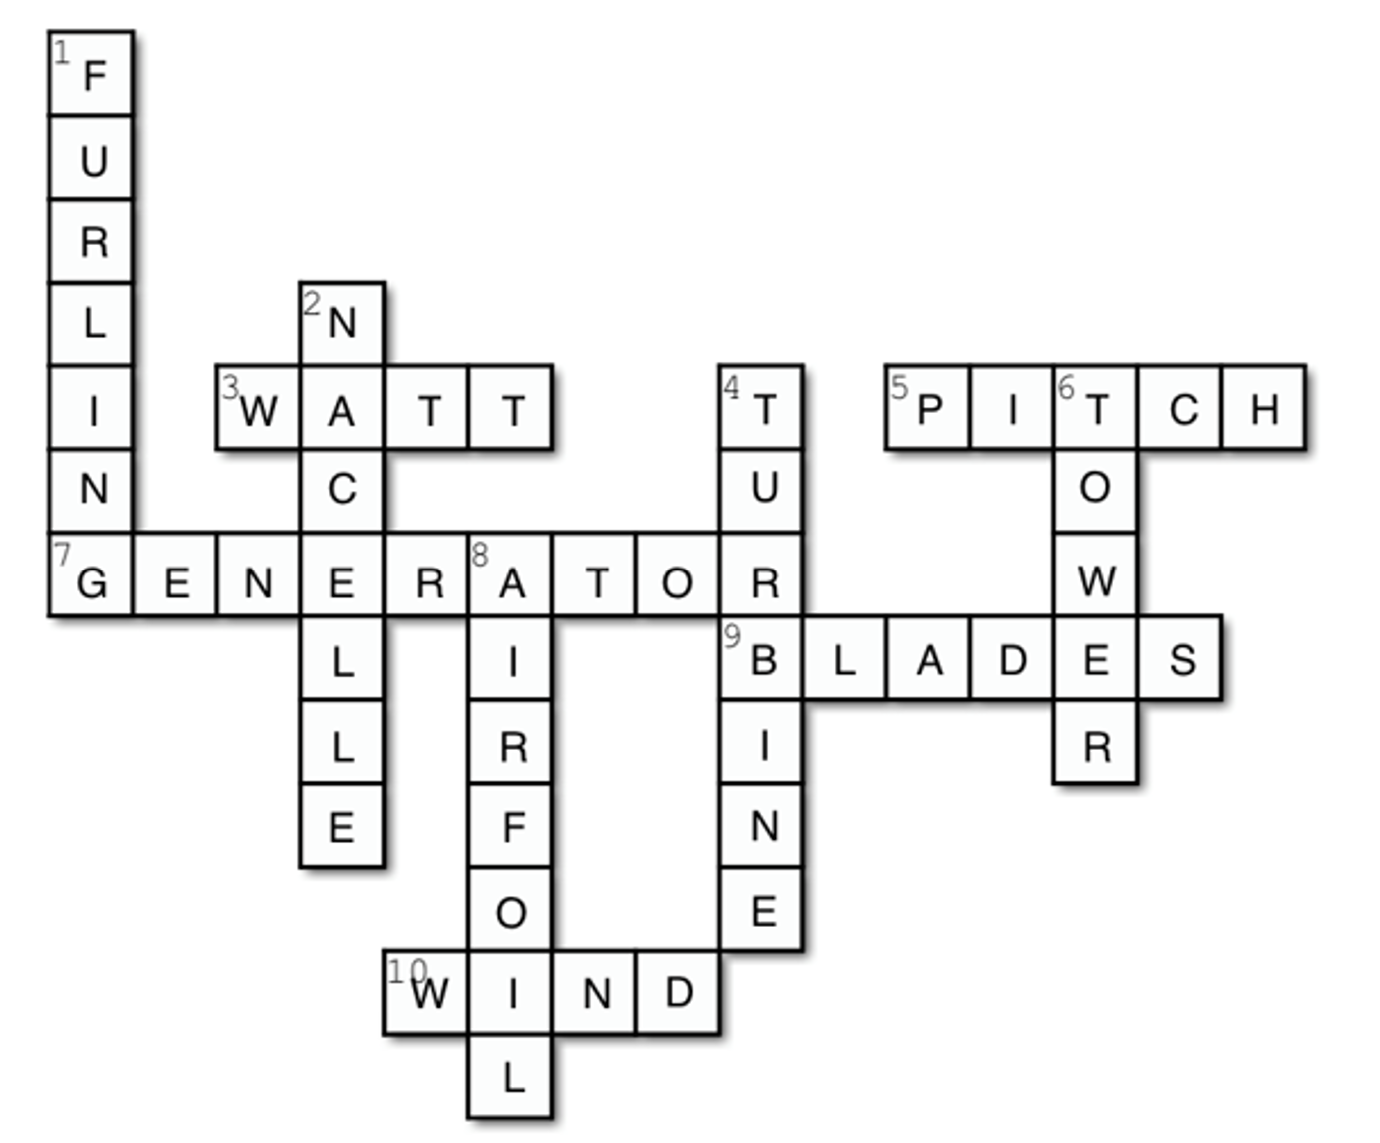 1 F
U
R
L
2 N
I 3 W A T T 4 T 5 P I 6 T C H
N C U O
7 G E N E R 8 A T O R W
L I 9 B L A D E S
L R I R
E F N
O E
10 W I N D
L